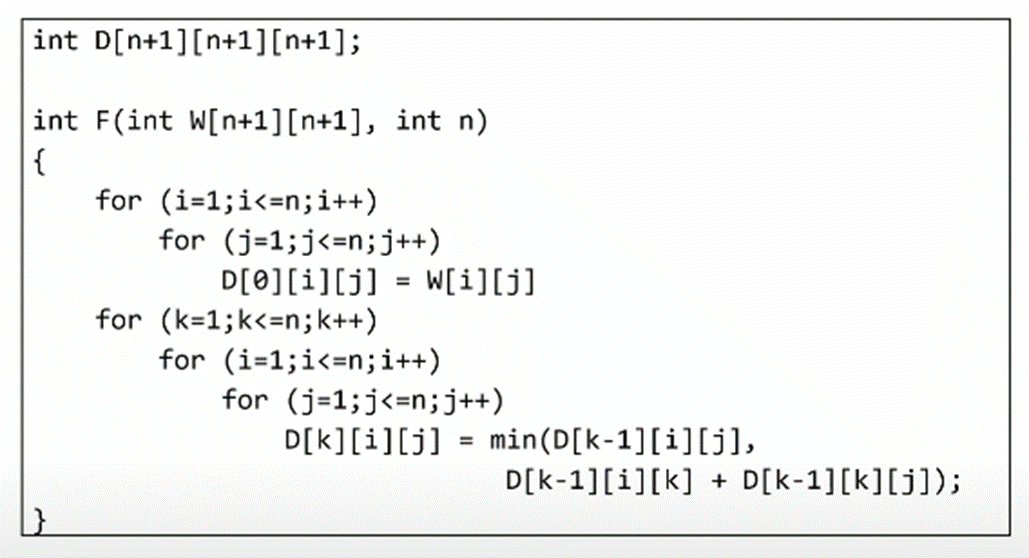 int D[n+1][n+1][n+1];
int F(int W[n+1][n+1], int n)
{
for (i=1;i<=n;i++)
for (j=1;j<=n;j++)
D[0][i][j] = W[i][j]
for (k=1;k<=n;k++)
for (i=1;i<=n;i++)
for (j=1;j<=n;j++)
D[k][i][j] = min(D[k-1][i][j],
D[k-1][i][k] + D[k-1][k][j]);
}